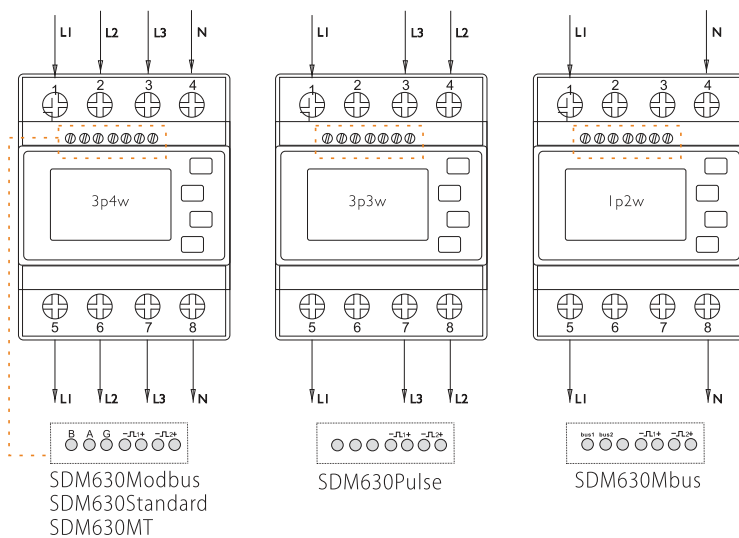 L1 L2 L3 N
L1 L3 L2
L1 N
1 2 3 4
1 2 3 4
1 2 3 4
3p4w
3p3w
1p2w
5 6 7 8
5 6 7 8
5 6 7 8
L1 L2 L3 N
L1 L3 L2
L1 N
B A G - 1+ - 2+
- 1+ - 2+
bus1 bus2 - 1+ - 2+
SDM630Modbus
SDM630Standard
SDM630MT
SDM630Pulse
SDM630Mbus